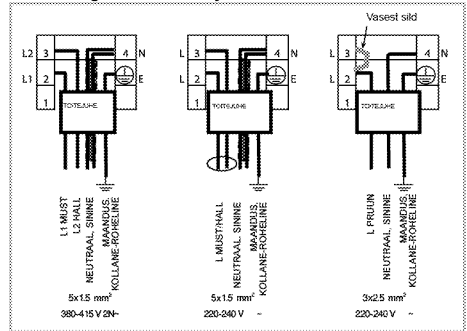 Vasest sild
L2 3 4 N
L1 2 E
1
TOITEJUHE
L1 MUST
L2 HALL
NEUTRAAL, SININE
MAANDUS,
KOLLANE-ROHELINE
5x1.5 mm²
380-415 V 2N~
L 3 4 N
2 E
1
TOITEJUHE
L MUST/HALL
NEUTRAAL, SININE
MAANDUS,
KOLLANE-ROHELINE
5x1.5 mm²
220-240 V ~
L 3 4 N
2 E
1
TOITEJUHE
L PRUUN
NEUTRAAL, SININE
MAANDUS,
KOLLANE-ROHELINE
3x2.5 mm²
220-240 V ~